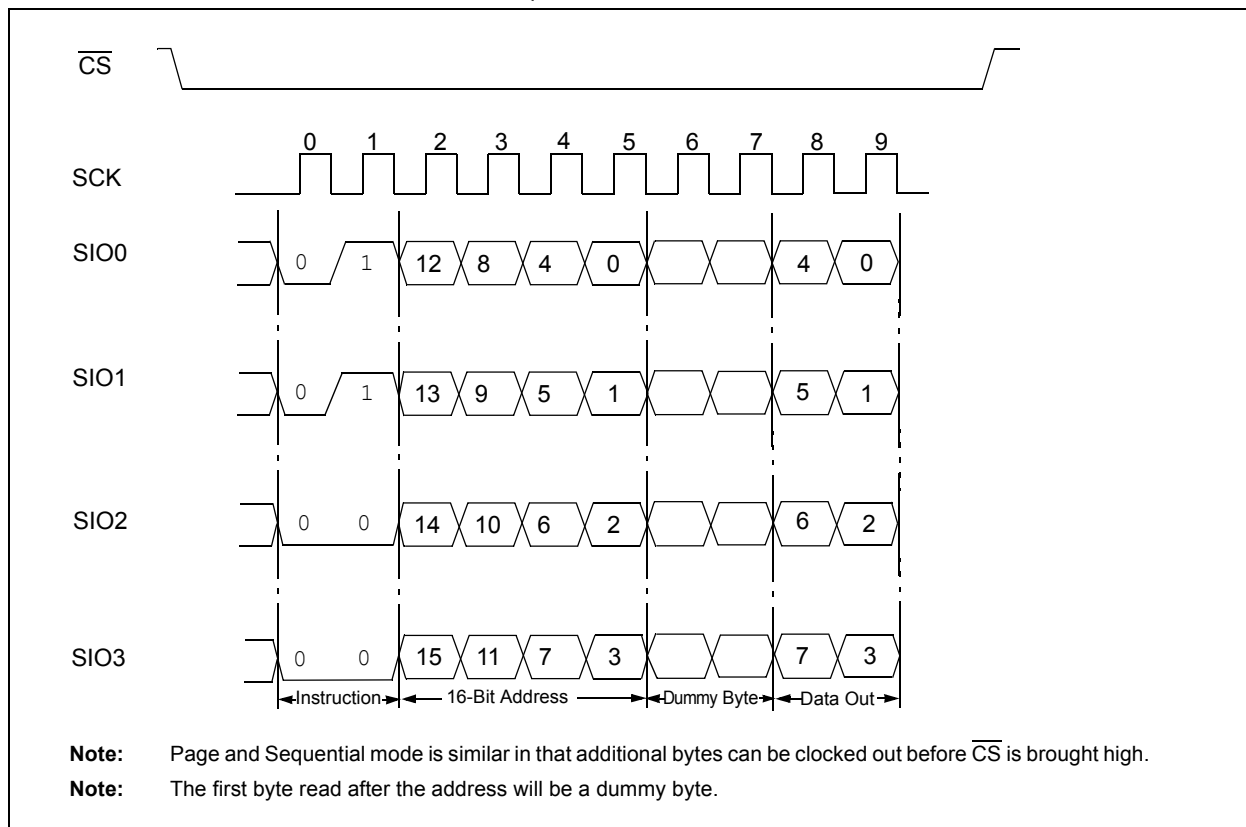 CS
0 1 2 3 4 5 6 7 8 9
SCK
SIO0 0 1 12 8 4 0 4 0
SIO1 0 1 13 9 5 1 5 1
SIO2 0 0 14 10 6 2 6 2
SIO3 0 0 15 11 7 3 7 3
Instruction 16-Bit Address Dummy Byte Data Out
Note: Page and Sequential mode is similar in that additional bytes can be clocked out before CS is brought high.
Note: The first byte read after the address will be a dummy byte.